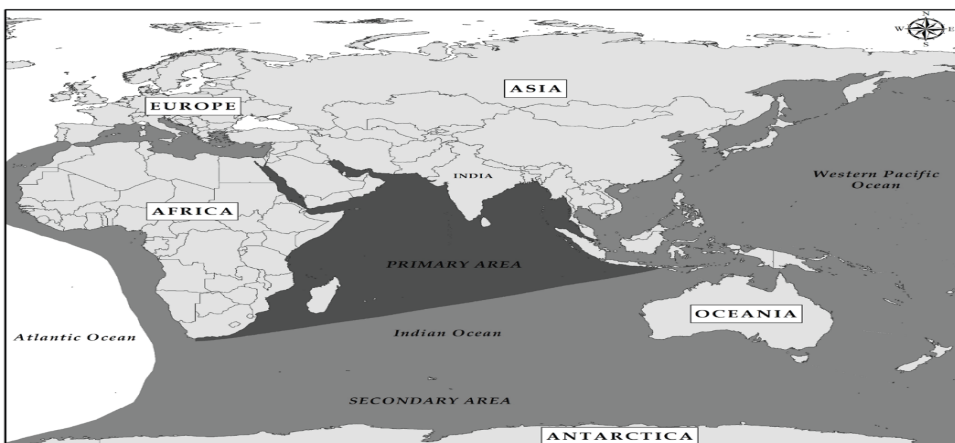 N
W E
S
ASIA
EUROPE
INDIA
Western Pacific
Ocean
AFRICA
PRIMARY AREA
OCEANIA
Indian Ocean
Atlantic Ocean
SECONDARY AREA
ANTARCTICA